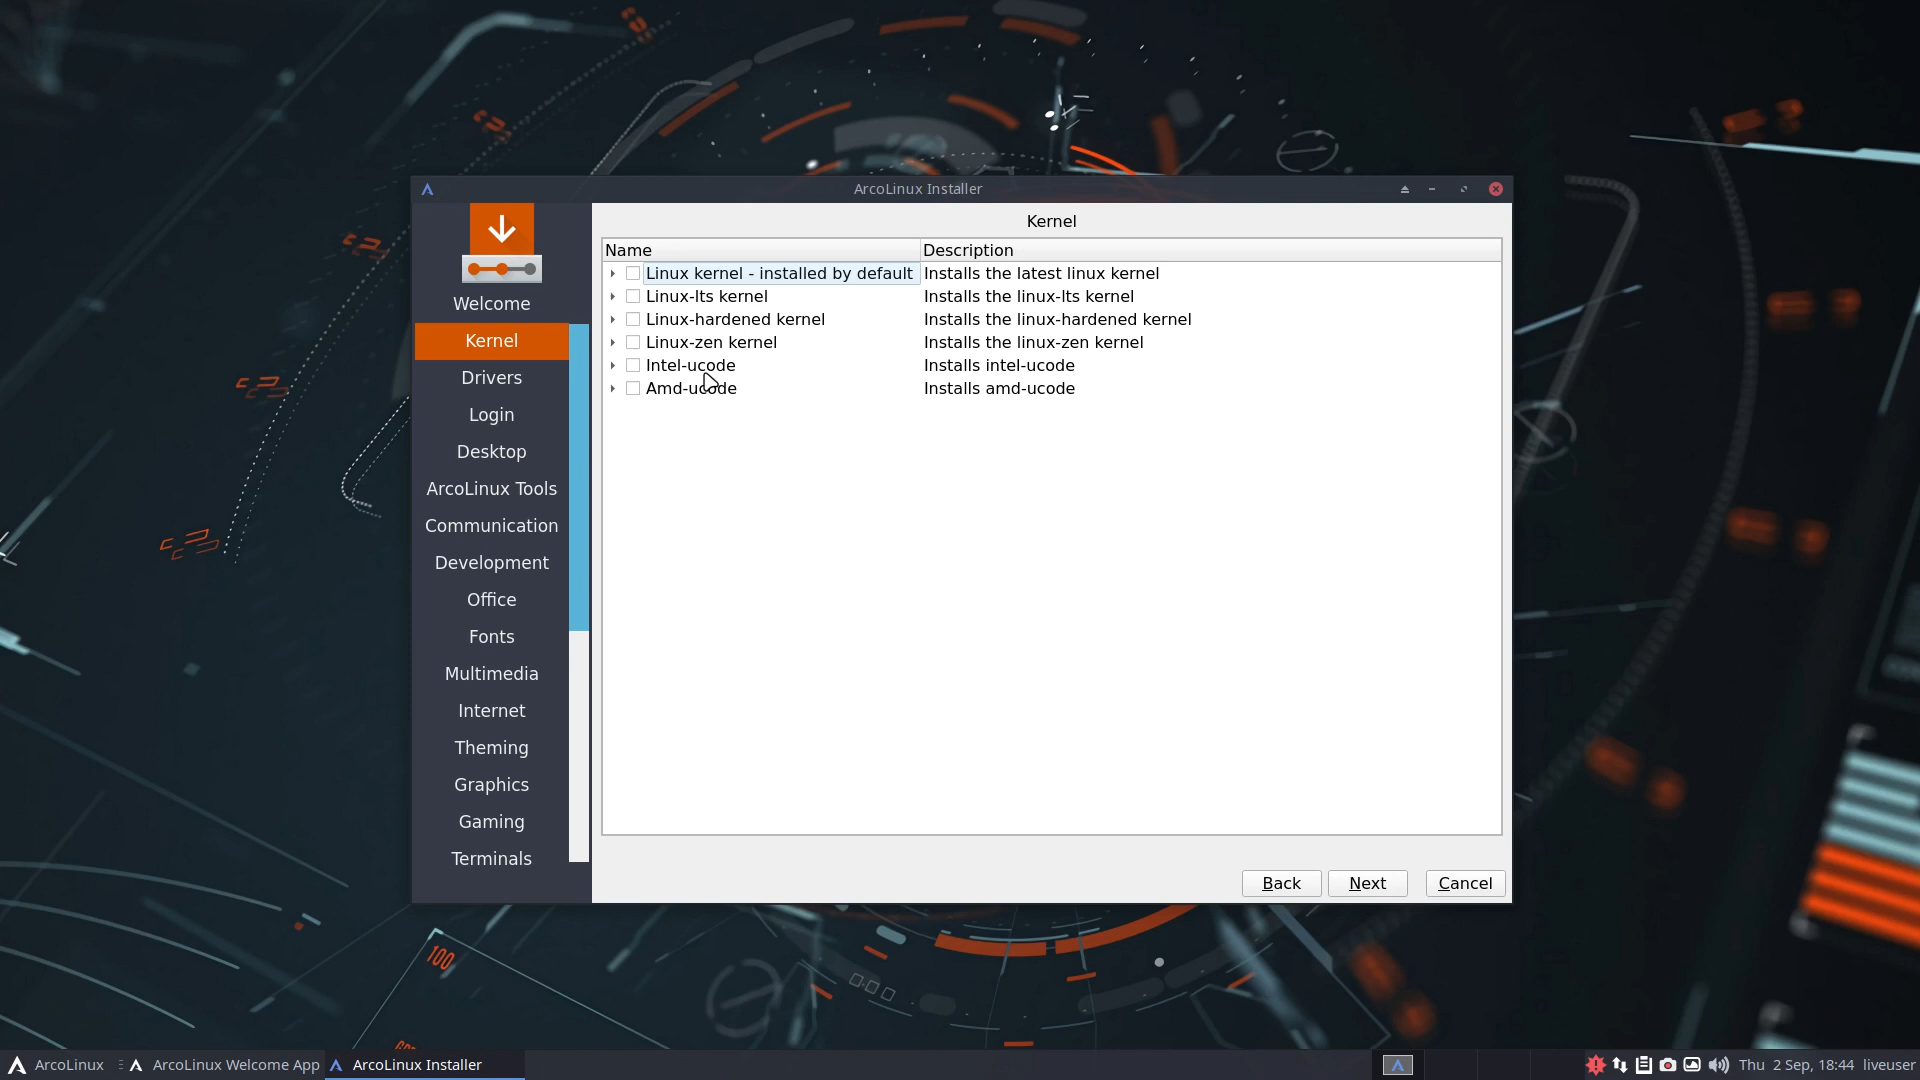 ArcoLinux Installer
Welcome
Kernel
Drivers
Login
Desktop
ArcoLinux Tools
Communication
Development
Office
Fonts
Multimedia
Internet
Theming
Graphics
Gaming
Terminals
Kernel
Name Description
Linux kernel - installed by default Installs the latest linux kernel
Linux-lts kernel Installs the linux-lts kernel
Linux-hardened kernel Installs the linux-hardened kernel
Linux-zen kernel Installs the linux-zen kernel
Intel-ucode Installs intel-ucode
Amd-ucode Installs amd-ucode
Back Next Cancel
100
ArcoLinux ArcoLinux Welcome App ArcoLinux Installer Thu 2 Sep, 18:44 liveuser